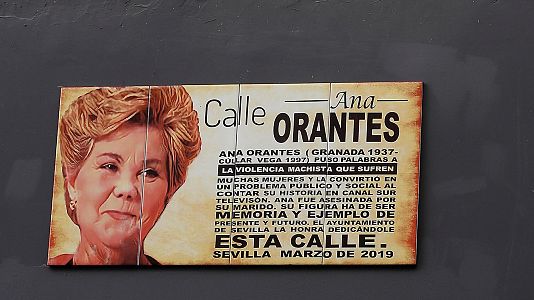 Calle Ana
ORANTES
ANA ORANTES (GRANADA 1937-
CÚLLAR VEGA 1997) PUSO PALABRAS A
LA VIOLENCIA MACHISTA QUE SUFREN
MUCHAS MUJERES Y LA CONVIRTIÓ EN
UN PROBLEMA PÚBLICO Y SOCIAL AL
CONTAR SU HISTORIA EN CANAL SUR
TELEVISÓN. ANA FUE ASESINADA POR
SU MARIDO. SU FIGURA HA DE SER
MEMORIA Y EJEMPLO DE
PRESENTE Y FUTURO. EL AYUNTAMIENTO
DE SEVILLA LA HONRA DEDICÁNDOLE
ESTA CALLE.
SEVILLA MARZO DE 2019